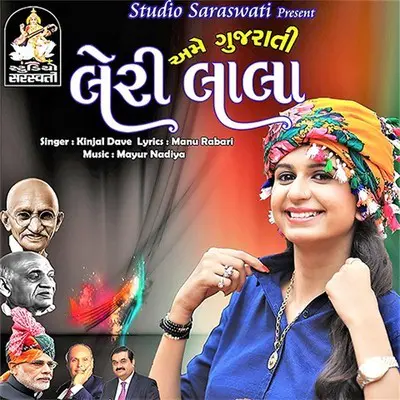 Studio Saraswati Present
સ્ટુડિયો
સરસ્વતી
અમે ગુજરાતી
લેરી લાલા
Singer : Kinjal Dave Lyrics : Manu Rabari
Music : Mayur Nadiya